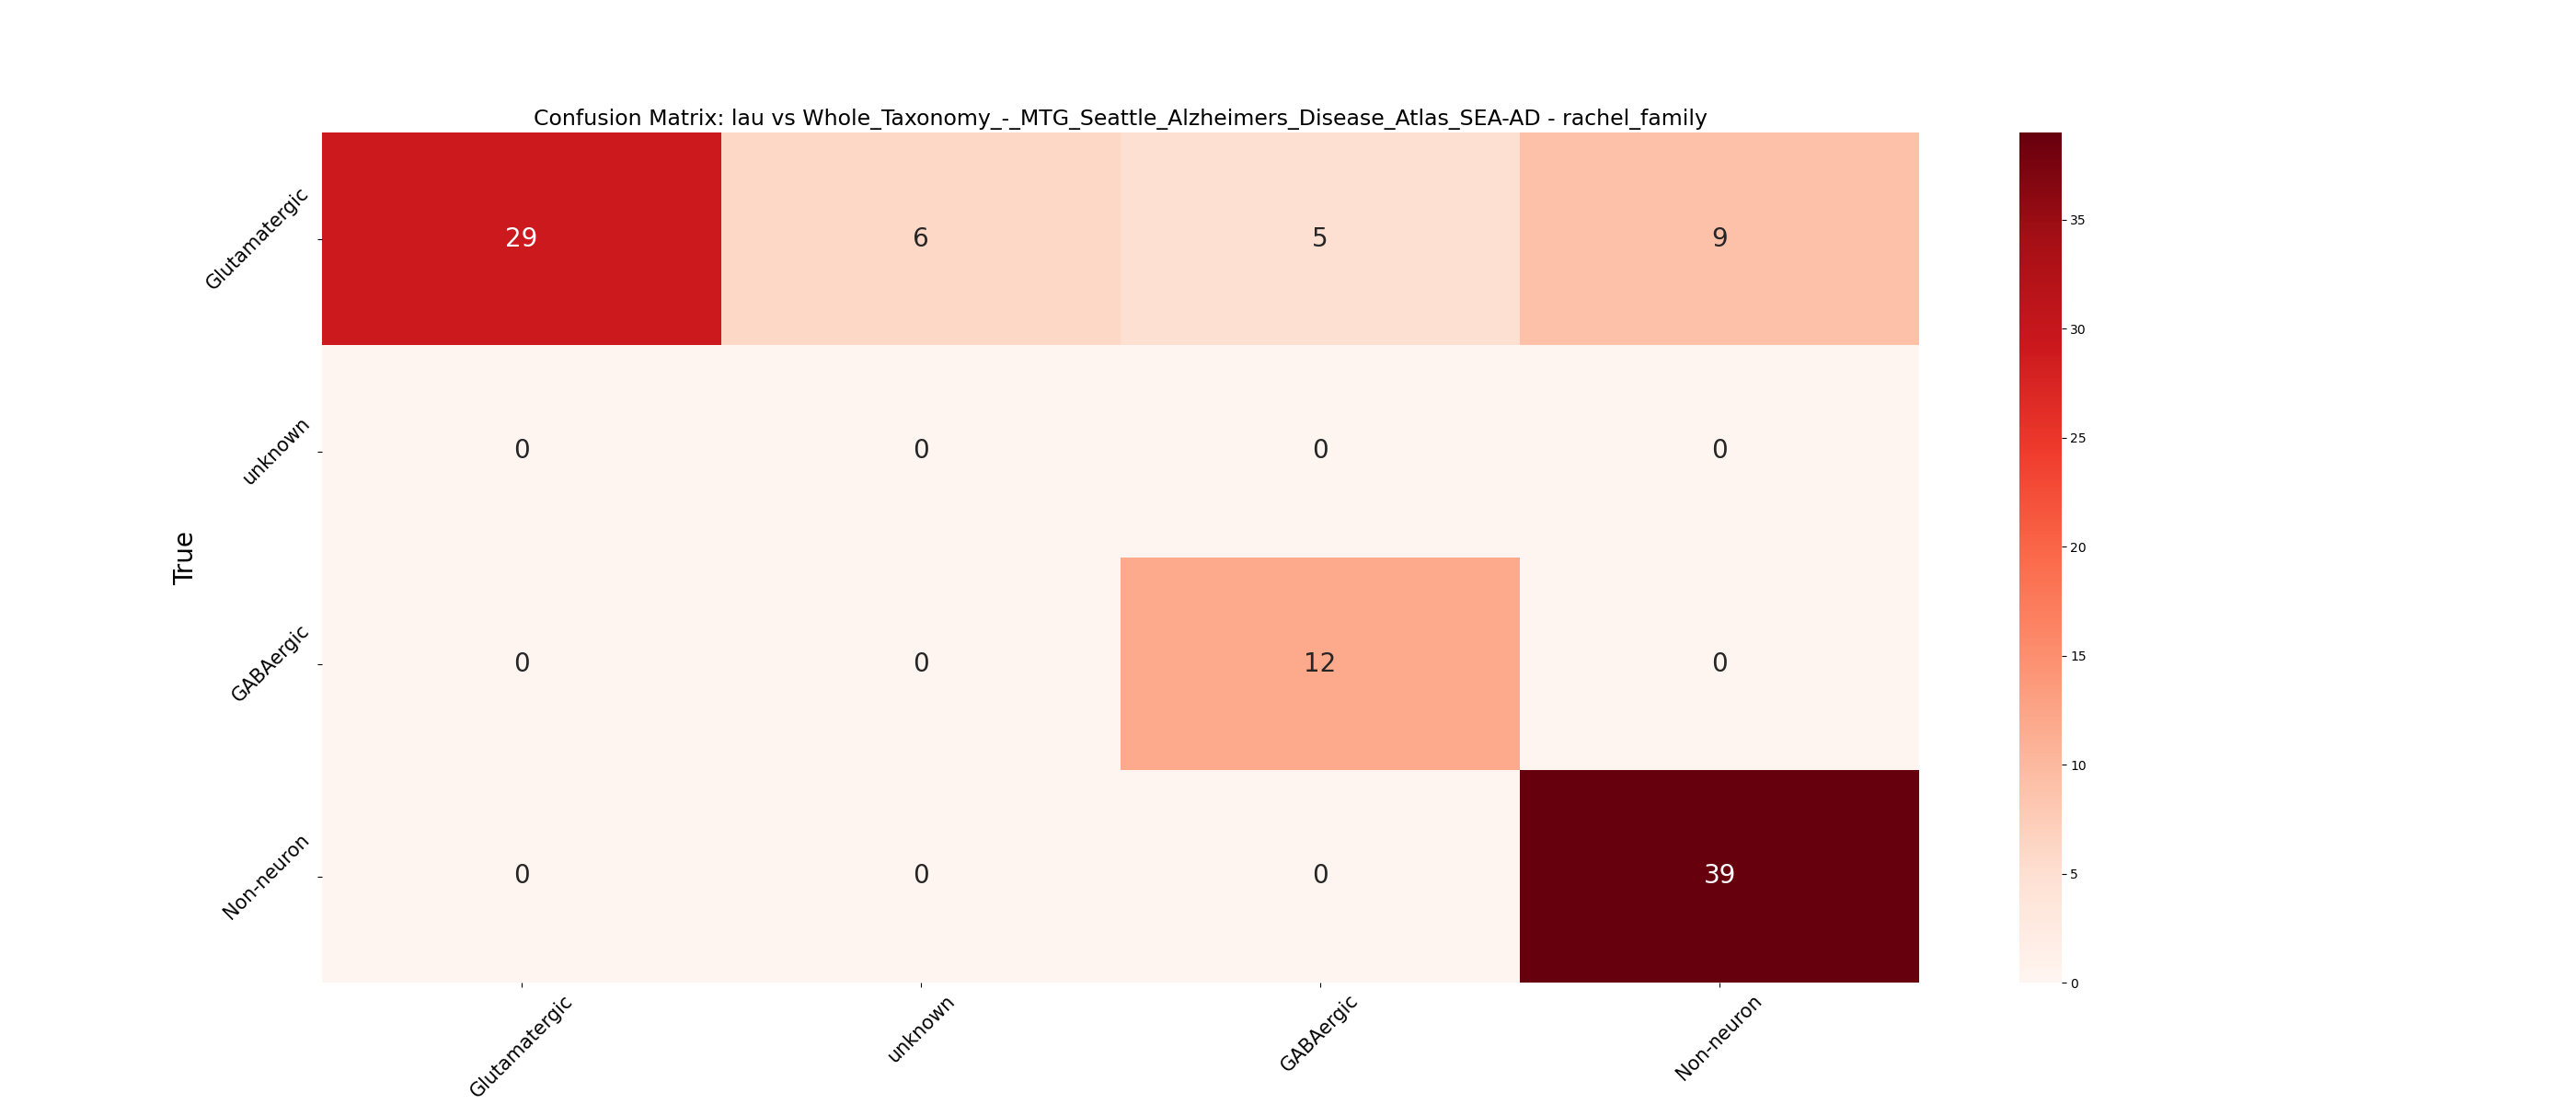 Confusion Matrix: lau vs Whole_Taxonomy_-_MTG_Seattle_Alzheimers_Disease_Atlas_SEA-AD - rachel_family
True
Glutamatergic
29 6 5 9
unknown
0 0 0 0
GABAergic
0 0 12 0
Non-neuron
0 0 0 39
Glutamatergic unknown GABAergic Non-neuron
35
30
25
20
15
10
5
0